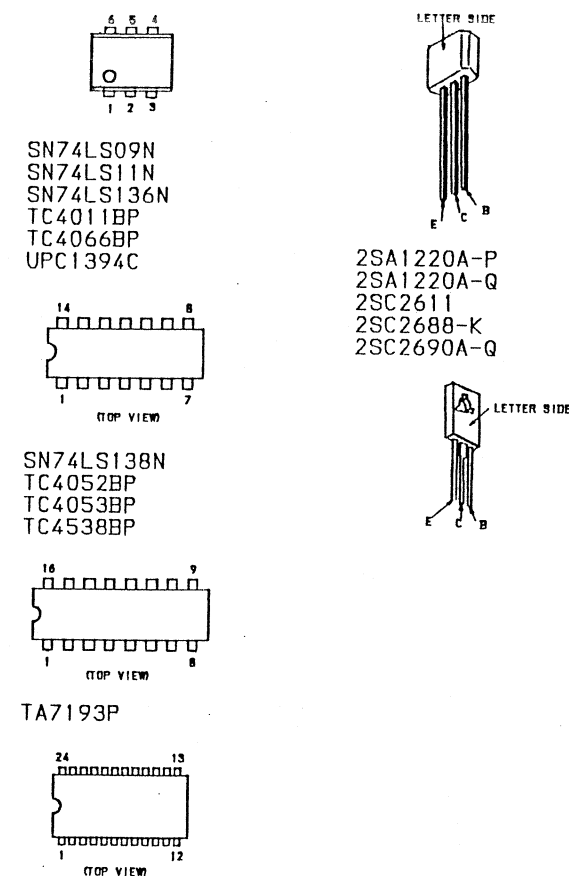 6 5 4
1 2 3
SN74LS09N
SN74LS11N
SN74LS136N
TC4011BP
TC4066BP
UPC1394C
14 8
1 7
(TOP VIEW)
SN74LS138N
TC4052BP
TC4053BP
TC4538BP
16 9
1 8
(TOP VIEW)
TA7193P
24 13
1 12
(TOP VIEW)
LETTER SIDE
E C B
2SA1220A-P
2SA1220A-Q
2SC2611
2SC2688-K
2SC2690A-Q
LETTER SIDE
E C B